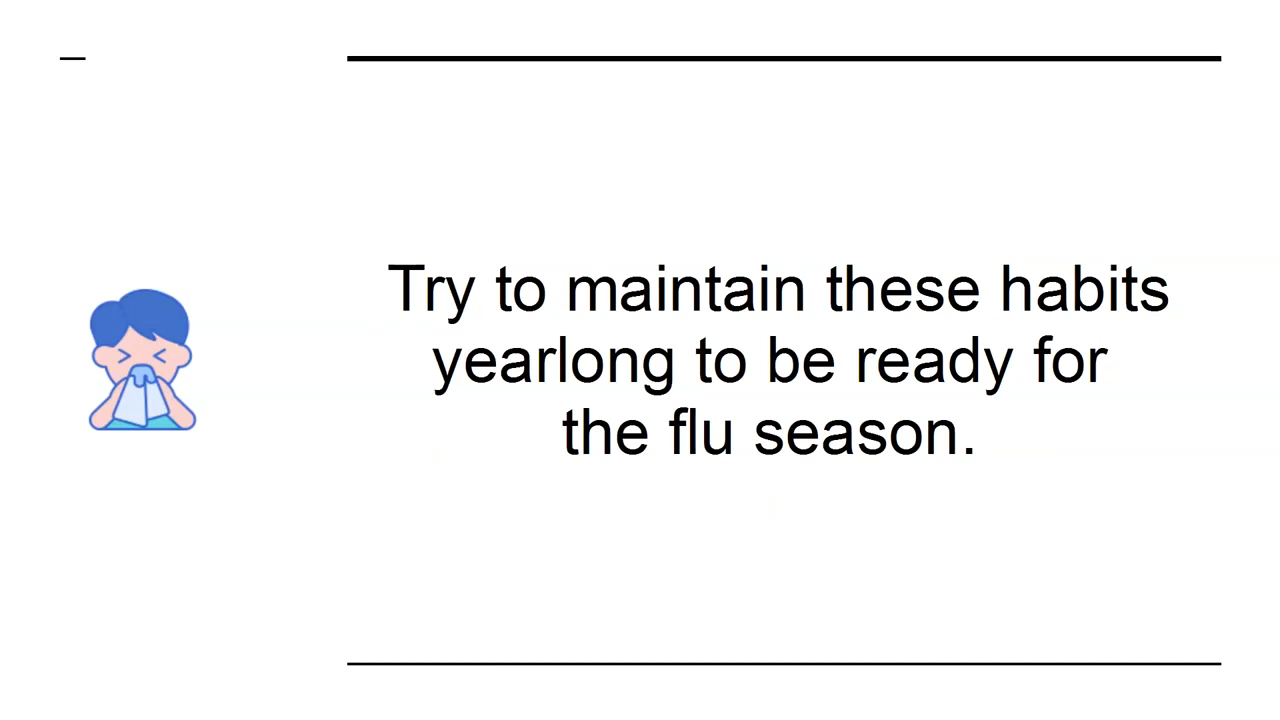 Try to maintain these habits
yearlong to be ready for
the flu season.